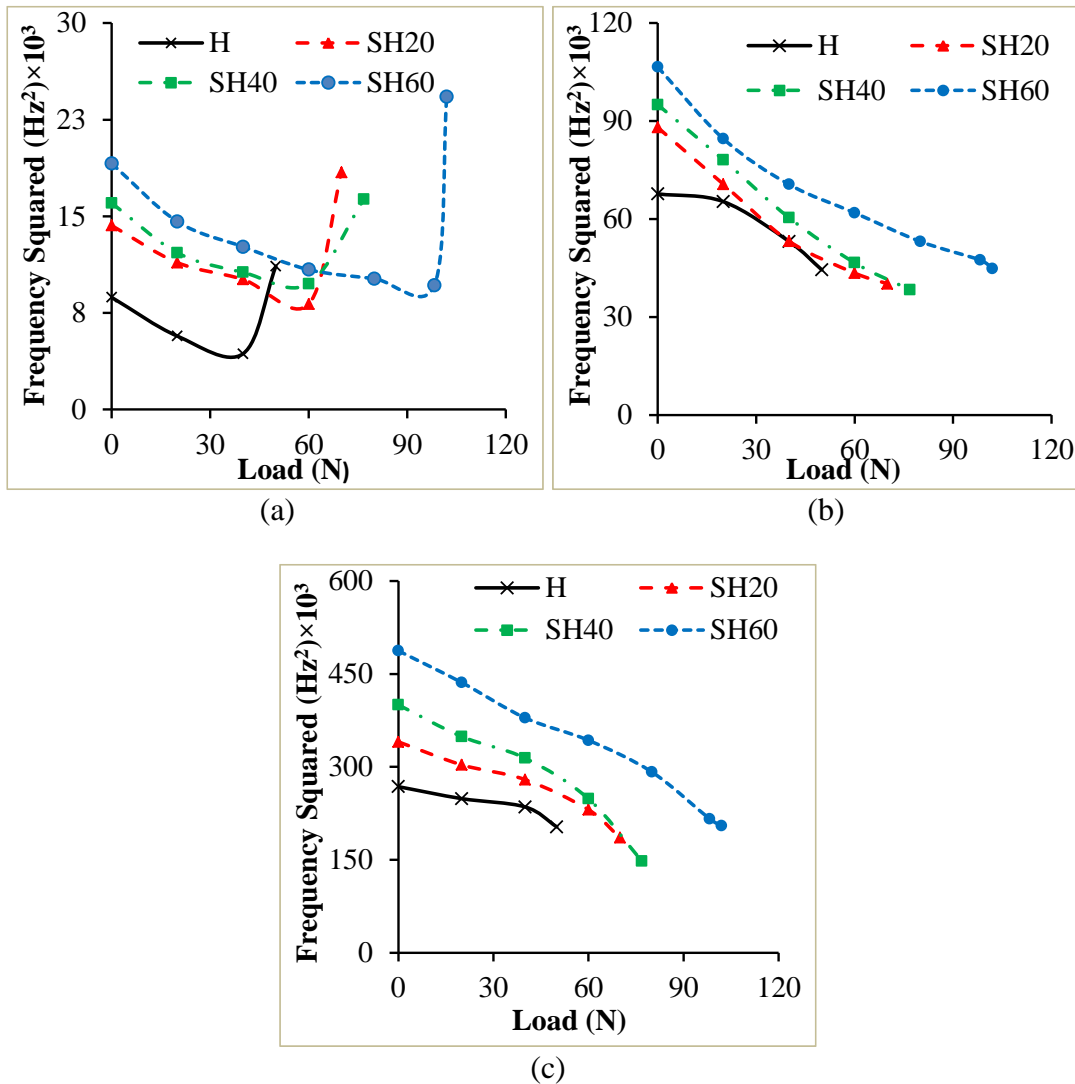 30
23
15
8
0
Frequency Squared (Hz²)×10³
H
SH20
SH40
SH60
0 30 60 90 120
Load (N)
(a)
120
90
60
30
0
Frequency Squared (Hz²)×10³
H
SH20
SH40
SH60
0 30 60 90 120
Load (N)
(b)
600
450
300
150
0
Frequency Squared (Hz²)×10³
H
SH20
SH40
SH60
0 30 60 90 120
Load (N)
(c)